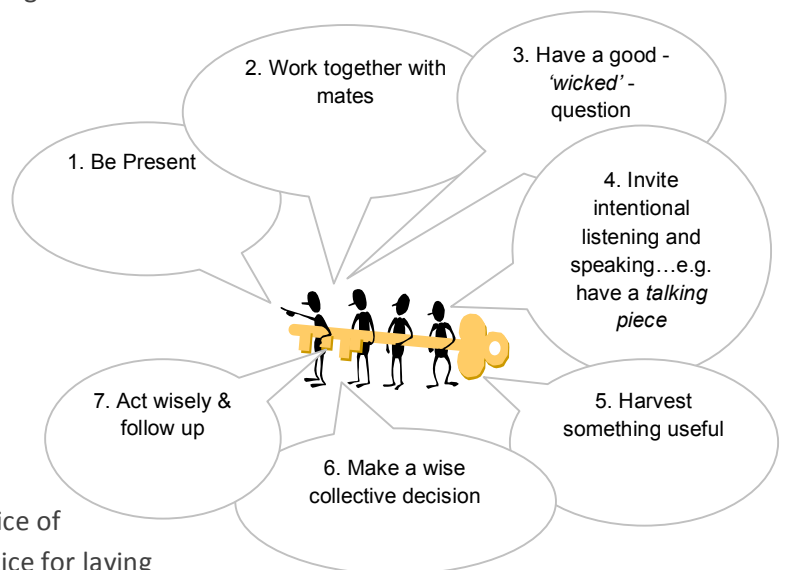 g
1. Be Present
2. Work together with
mates
3. Have a good -
‘wicked’ -
question
4. Invite
intentional
listening and
speaking…e.g.
have a talking
piece
5. Harvest
something useful
6. Make a wise
collective decision
7. Act wisely &
follow up
ice of
ice for laying